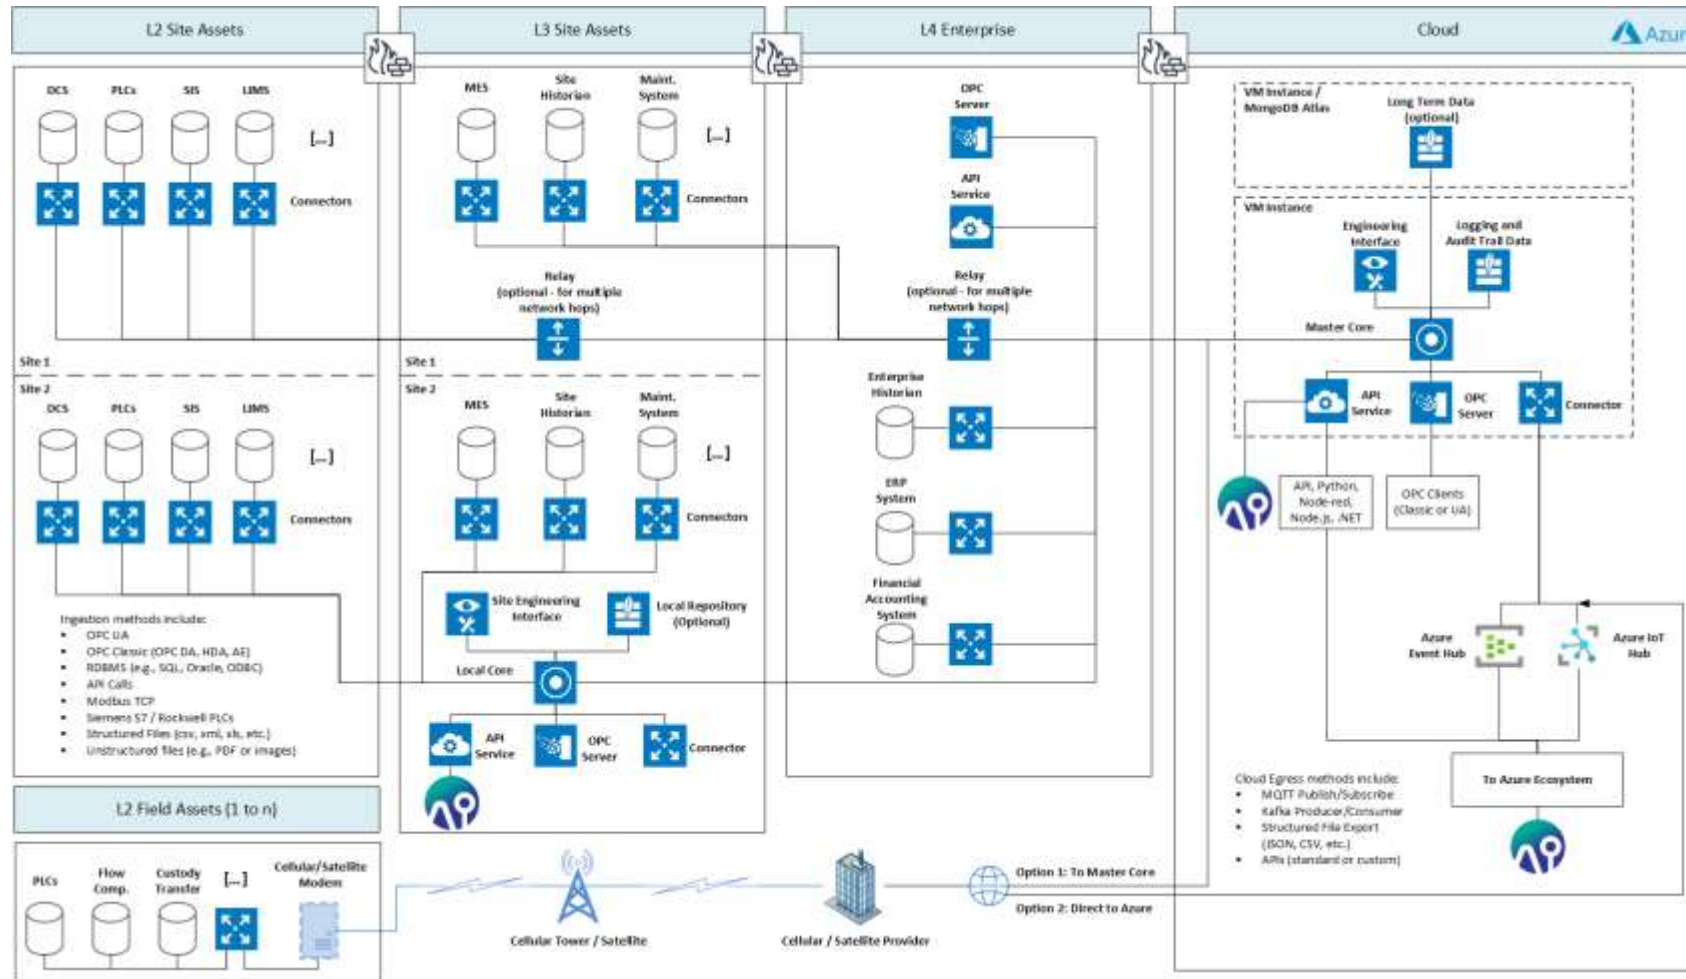 L2 Site Assets
L3 Site Assets
L4 Enterprise
Cloud
Azur
DCS
PLCs
SIS
LIMS
[...]
Connectors
Site 1
Site 2
DCS
PLCs
SIS
LIMS
[...]
Connectors
Ingestion methods include:
OPC UA
OPC Classic (OPC DA, HDA, AE)
RDBMS (e.g., SQL, Oracle, ODBC)
API Calls
Modbus TCP
Siemens S7 / Rockwell PLCs
Structured Files (csv, xml, xls, etc.)
Unstructured files (e.g., PDF or images)
MES
Site
Historian
Maint.
System
[...]
Connectors
Relay
(optional - for multiple
network hops)
Site 1
Site 2
MES
Site
Historian
Maint.
System
[...]
Connectors
Site Engineering
Interface
Local Repository
(Optional)
Local Core
API
Service
OPC
Server
Connector
OPC
Server
API
Service
Relay
(optional - for multiple
network hops)
Enterprise
Historian
ERP
System
Financial
Accounting
System
VM Instance /
MongoDB Atlas
Long Term Data
(optional)
VM Instance
Engineering
Interface
Logging and
Audit Trail Data
Master Core
API
Service
OPC
Server
Connector
API, Python,
Node-red,
Node.js, .NET
OPC Clients
(Classic or UA)
Azure
Event Hub
Azure IoT
Hub
To Azure Ecosystem
Cloud Egress methods include:
MQTT Publish/Subscribe
Kafka Producer/Consumer
Structured File Export
(JSON, CSV, etc.)
APIs (standard or custom)
L2 Field Assets (1 to n)
PLCs
Flow
Comp.
Custody
Transfer
[...]
Cellular/Satellite
Modem
Cellular Tower / Satellite
Cellular / Satellite Provider
Option 1: To Master Core
Option 2: Direct to Azure